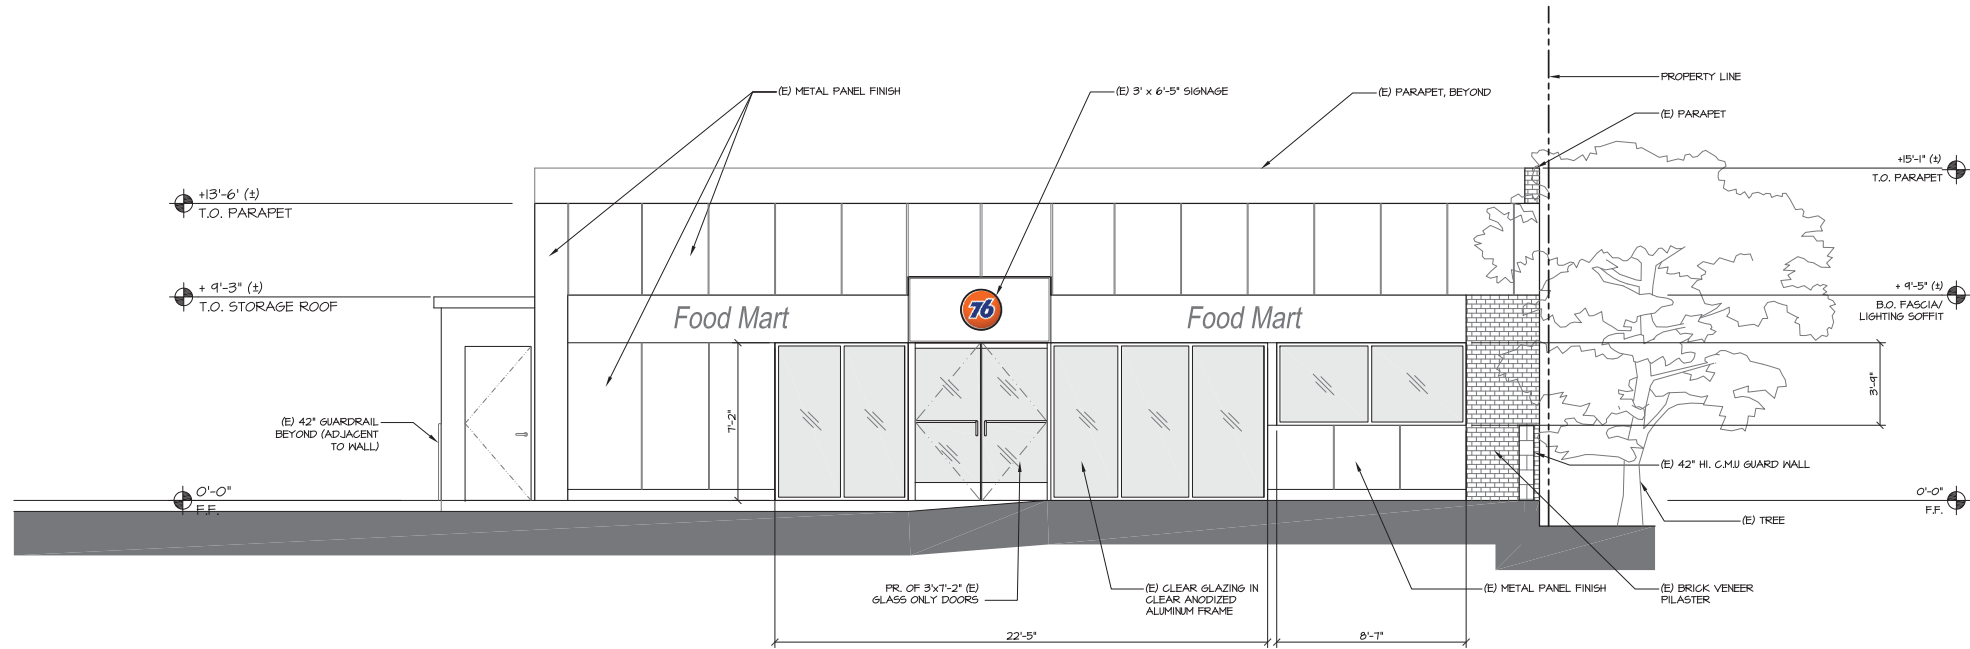 PROPERTY LINE
(E) METAL PANEL FINISH
(E) 3' x 6'-5" SIGNAGE
(E) PARAPET, BEYOND
(E) PARAPET
+15'-1" (±)
T.O. PARAPET
+13'-6' (±)
T.O. PARAPET
+ 9'-3" (±)
T.O. STORAGE ROOF
+ 9'-5" (±)
B.O. FASCIA/
LIGHTING SOFFIT
Food Mart
76
Food Mart
3'-9"
7'-2"
(E) 42" GUARDRAIL
BEYOND (ADJACENT
TO WALL)
(E) 42" HI. C.M.U GUARD WALL
0'-0"
F.F.
0'-0"
F.F.
(E) TREE
PR. OF 3'x7'-2" (E)
GLASS ONLY DOORS
(E) CLEAR GLAZING IN
CLEAR ANODIZED
ALUMINUM FRAME
(E) METAL PANEL FINISH
(E) BRICK VENEER
PILASTER
22'-5"
8'-7"